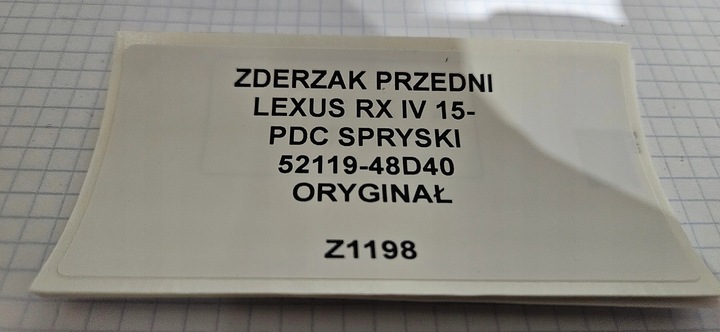 ZDERZAK PRZEDNI
LEXUS RX IV 15-
PDC SPRYSKI
52119-48D40
ORYGINAŁ
Z1198